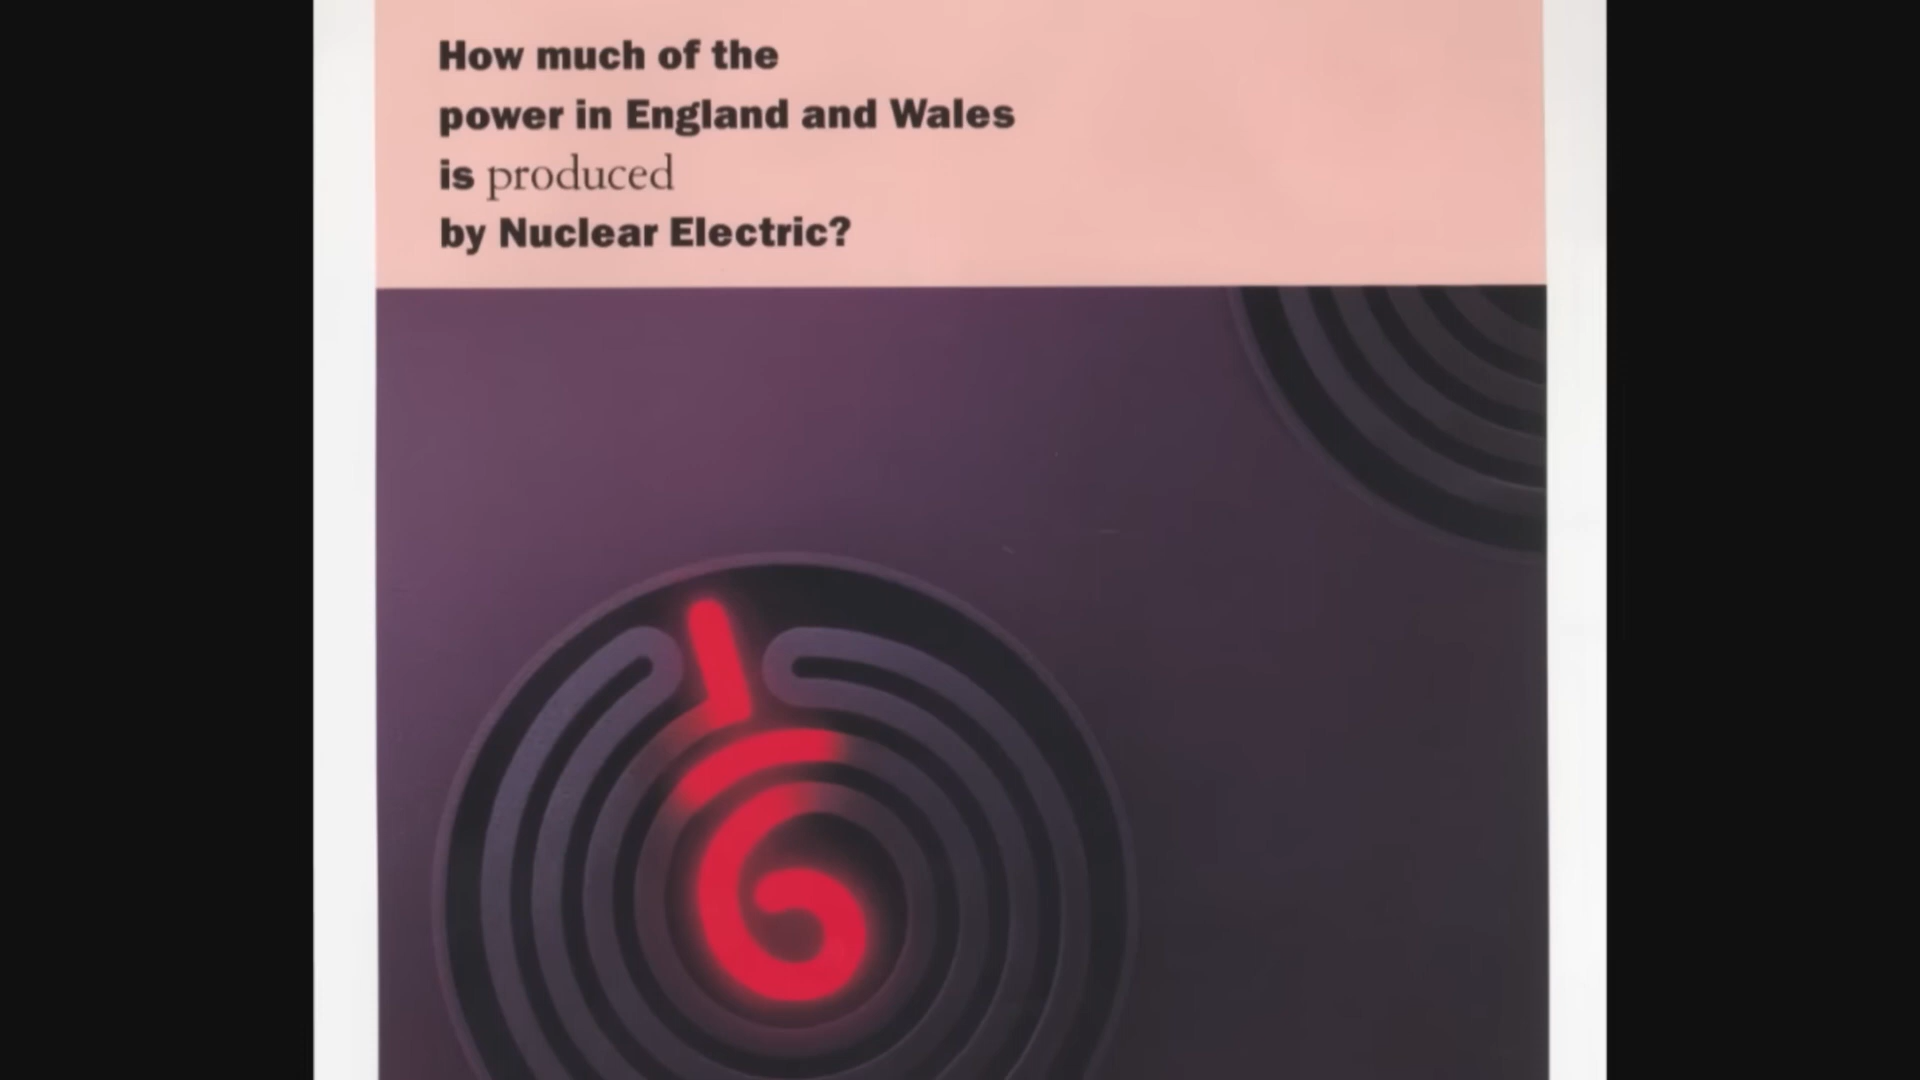 How much of the
power in England and Wales
is produced
by Nuclear Electric?